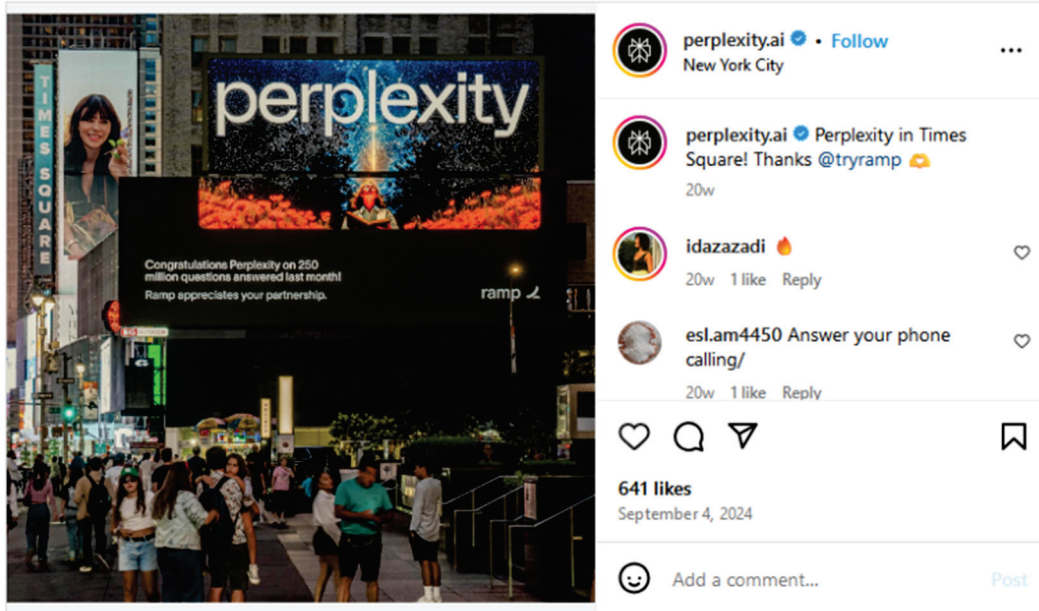 TIMES SQUARE
perplexity
Congratulations Perplexity on 250
million questions answered last month!
Ramp appreciates your partnership.
ramp
perplexity.ai • Follow
New York City
perplexity.ai Perplexity in Times
Square! Thanks @tryramp
20w
idazazadi
20w 1 like Reply
esl.am4450 Answer your phone
calling/
20w 1 like Reply
641 likes
September 4, 2024
Add a comment...
Post